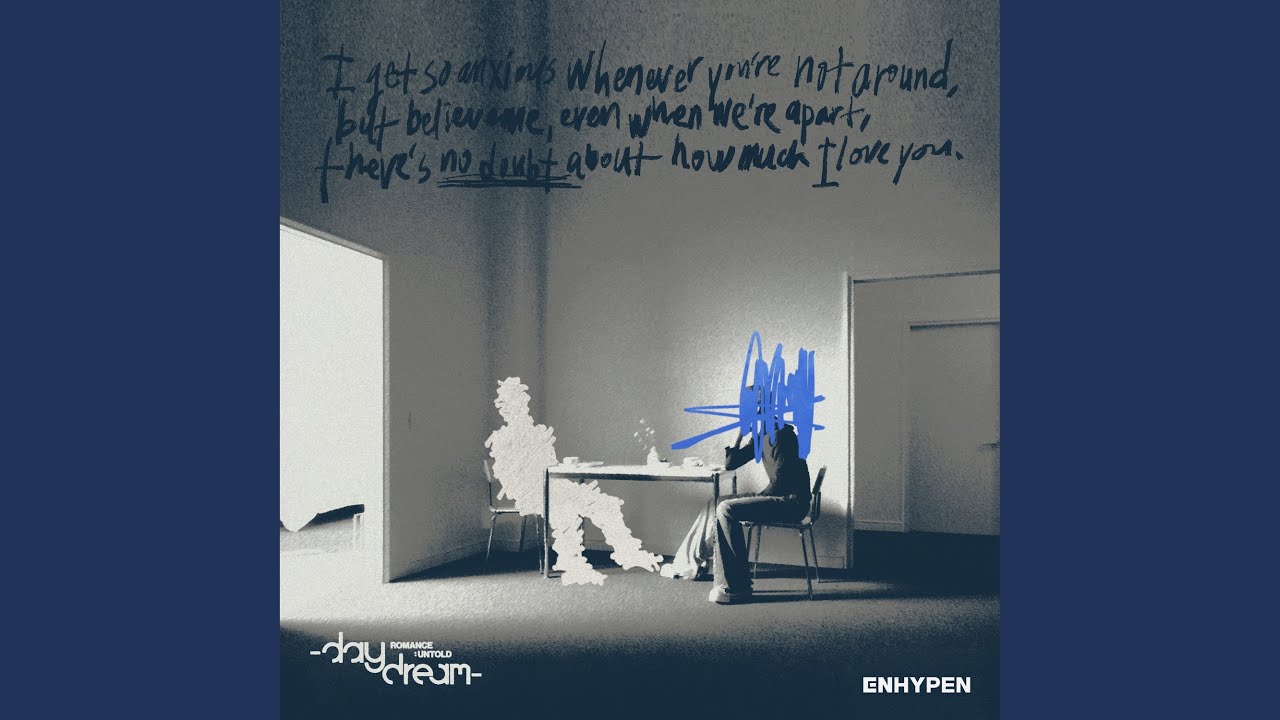 I get so anxious whenever you're not around,
but believe me, even when we're apart,
there's no doubt about how much I love you.
-day
ROMANCE
: UNTOLD
dream-
ENHYPEN